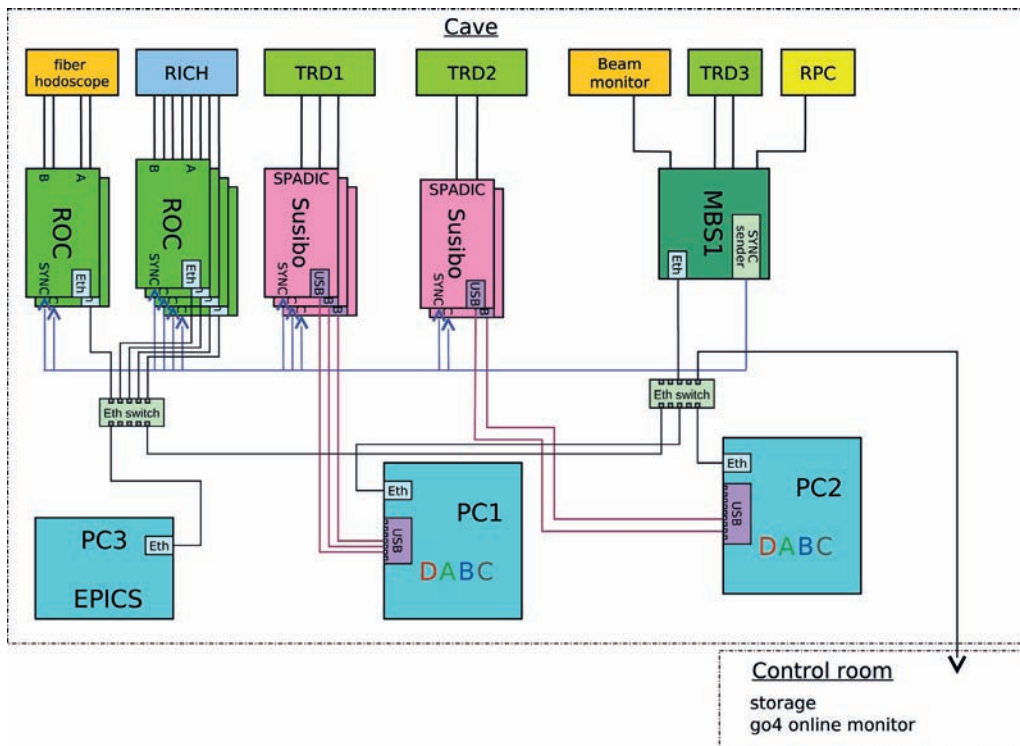 Cave
fiber
hodoscope
RICH
TRD1
TRD2
Beam
monitor
TRD3
RPC
B
A
ROC
SYNC
Eth
B
A
ROC
SYNC
Eth
SPADIC
Susibo
SYNC
USB
B
B
SPADIC
Susibo
SYNC
USB
B
MBS1
Eth
SYNC
sender
Eth switch
Eth switch
PC3
Eth
EPICS
Eth
PC1
USB
DABC
Eth
PC2
USB
DABC
Control room
storage
go4 online monitor